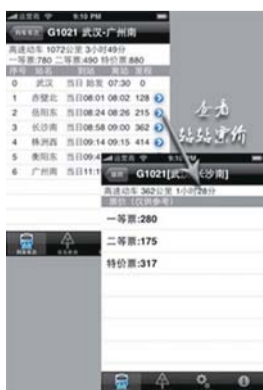 9:10 PM
G1021 武汉-广州南
高速动车 1072公里 3小时49分
一等票:780 二等票:490 特价票:880
序号 站名 到站 离站 里程
0 武汉 当日 始发 07:30 0
1 赤壁北 当日08:01 08:02 128
2 岳阳东 当日08:24 08:26 215
3 长沙南 当日08:58 09:00 362
4 株洲西 当日09:14 09:15 414
5 衡阳东 当日09:4
6 广州南 当日11:1
查看
站站票价
G1021[武 长沙南]
高速动车 362公里 1小时28分
票价 (仅供参考)
一等票:280
二等票:175
特价票:317